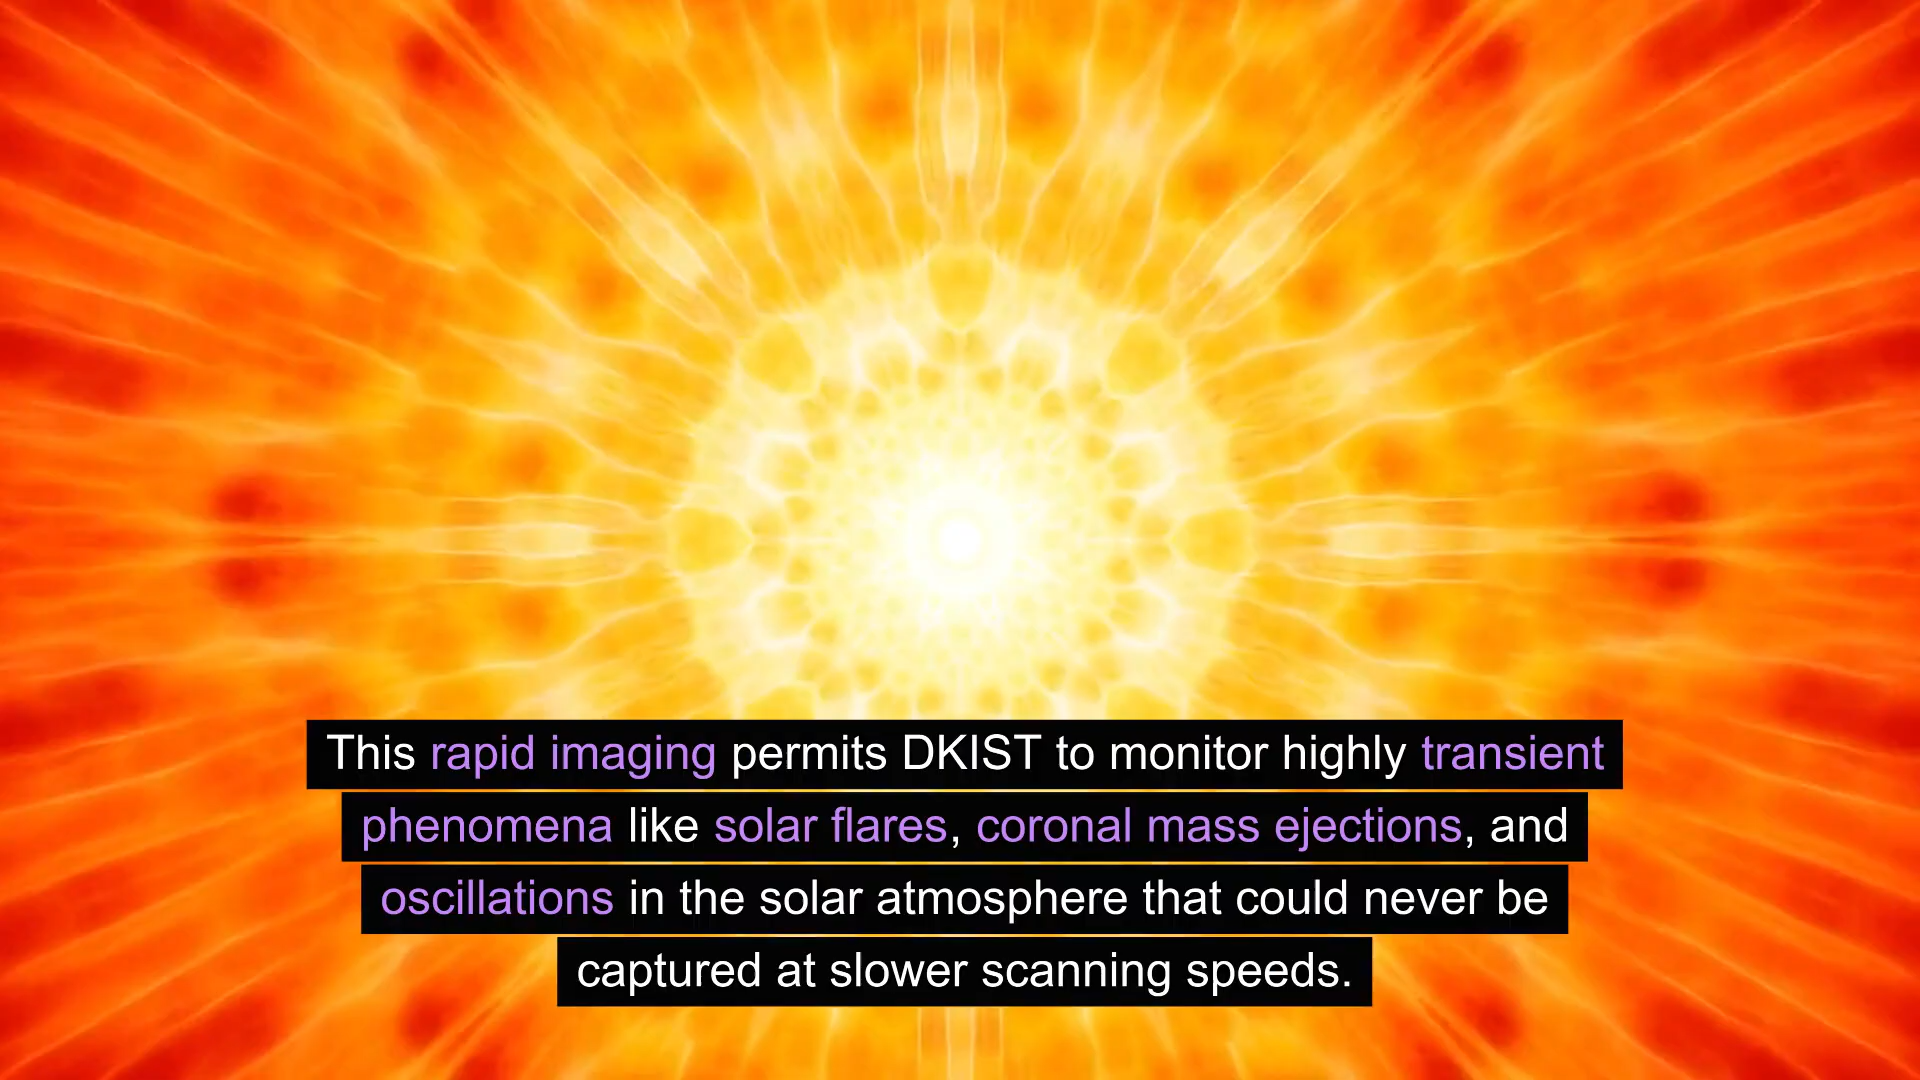 This rapid imaging permits DKIST to monitor highly transient
phenomena like solar flares, coronal mass ejections, and
oscillations in the solar atmosphere that could never be
captured at slower scanning speeds.